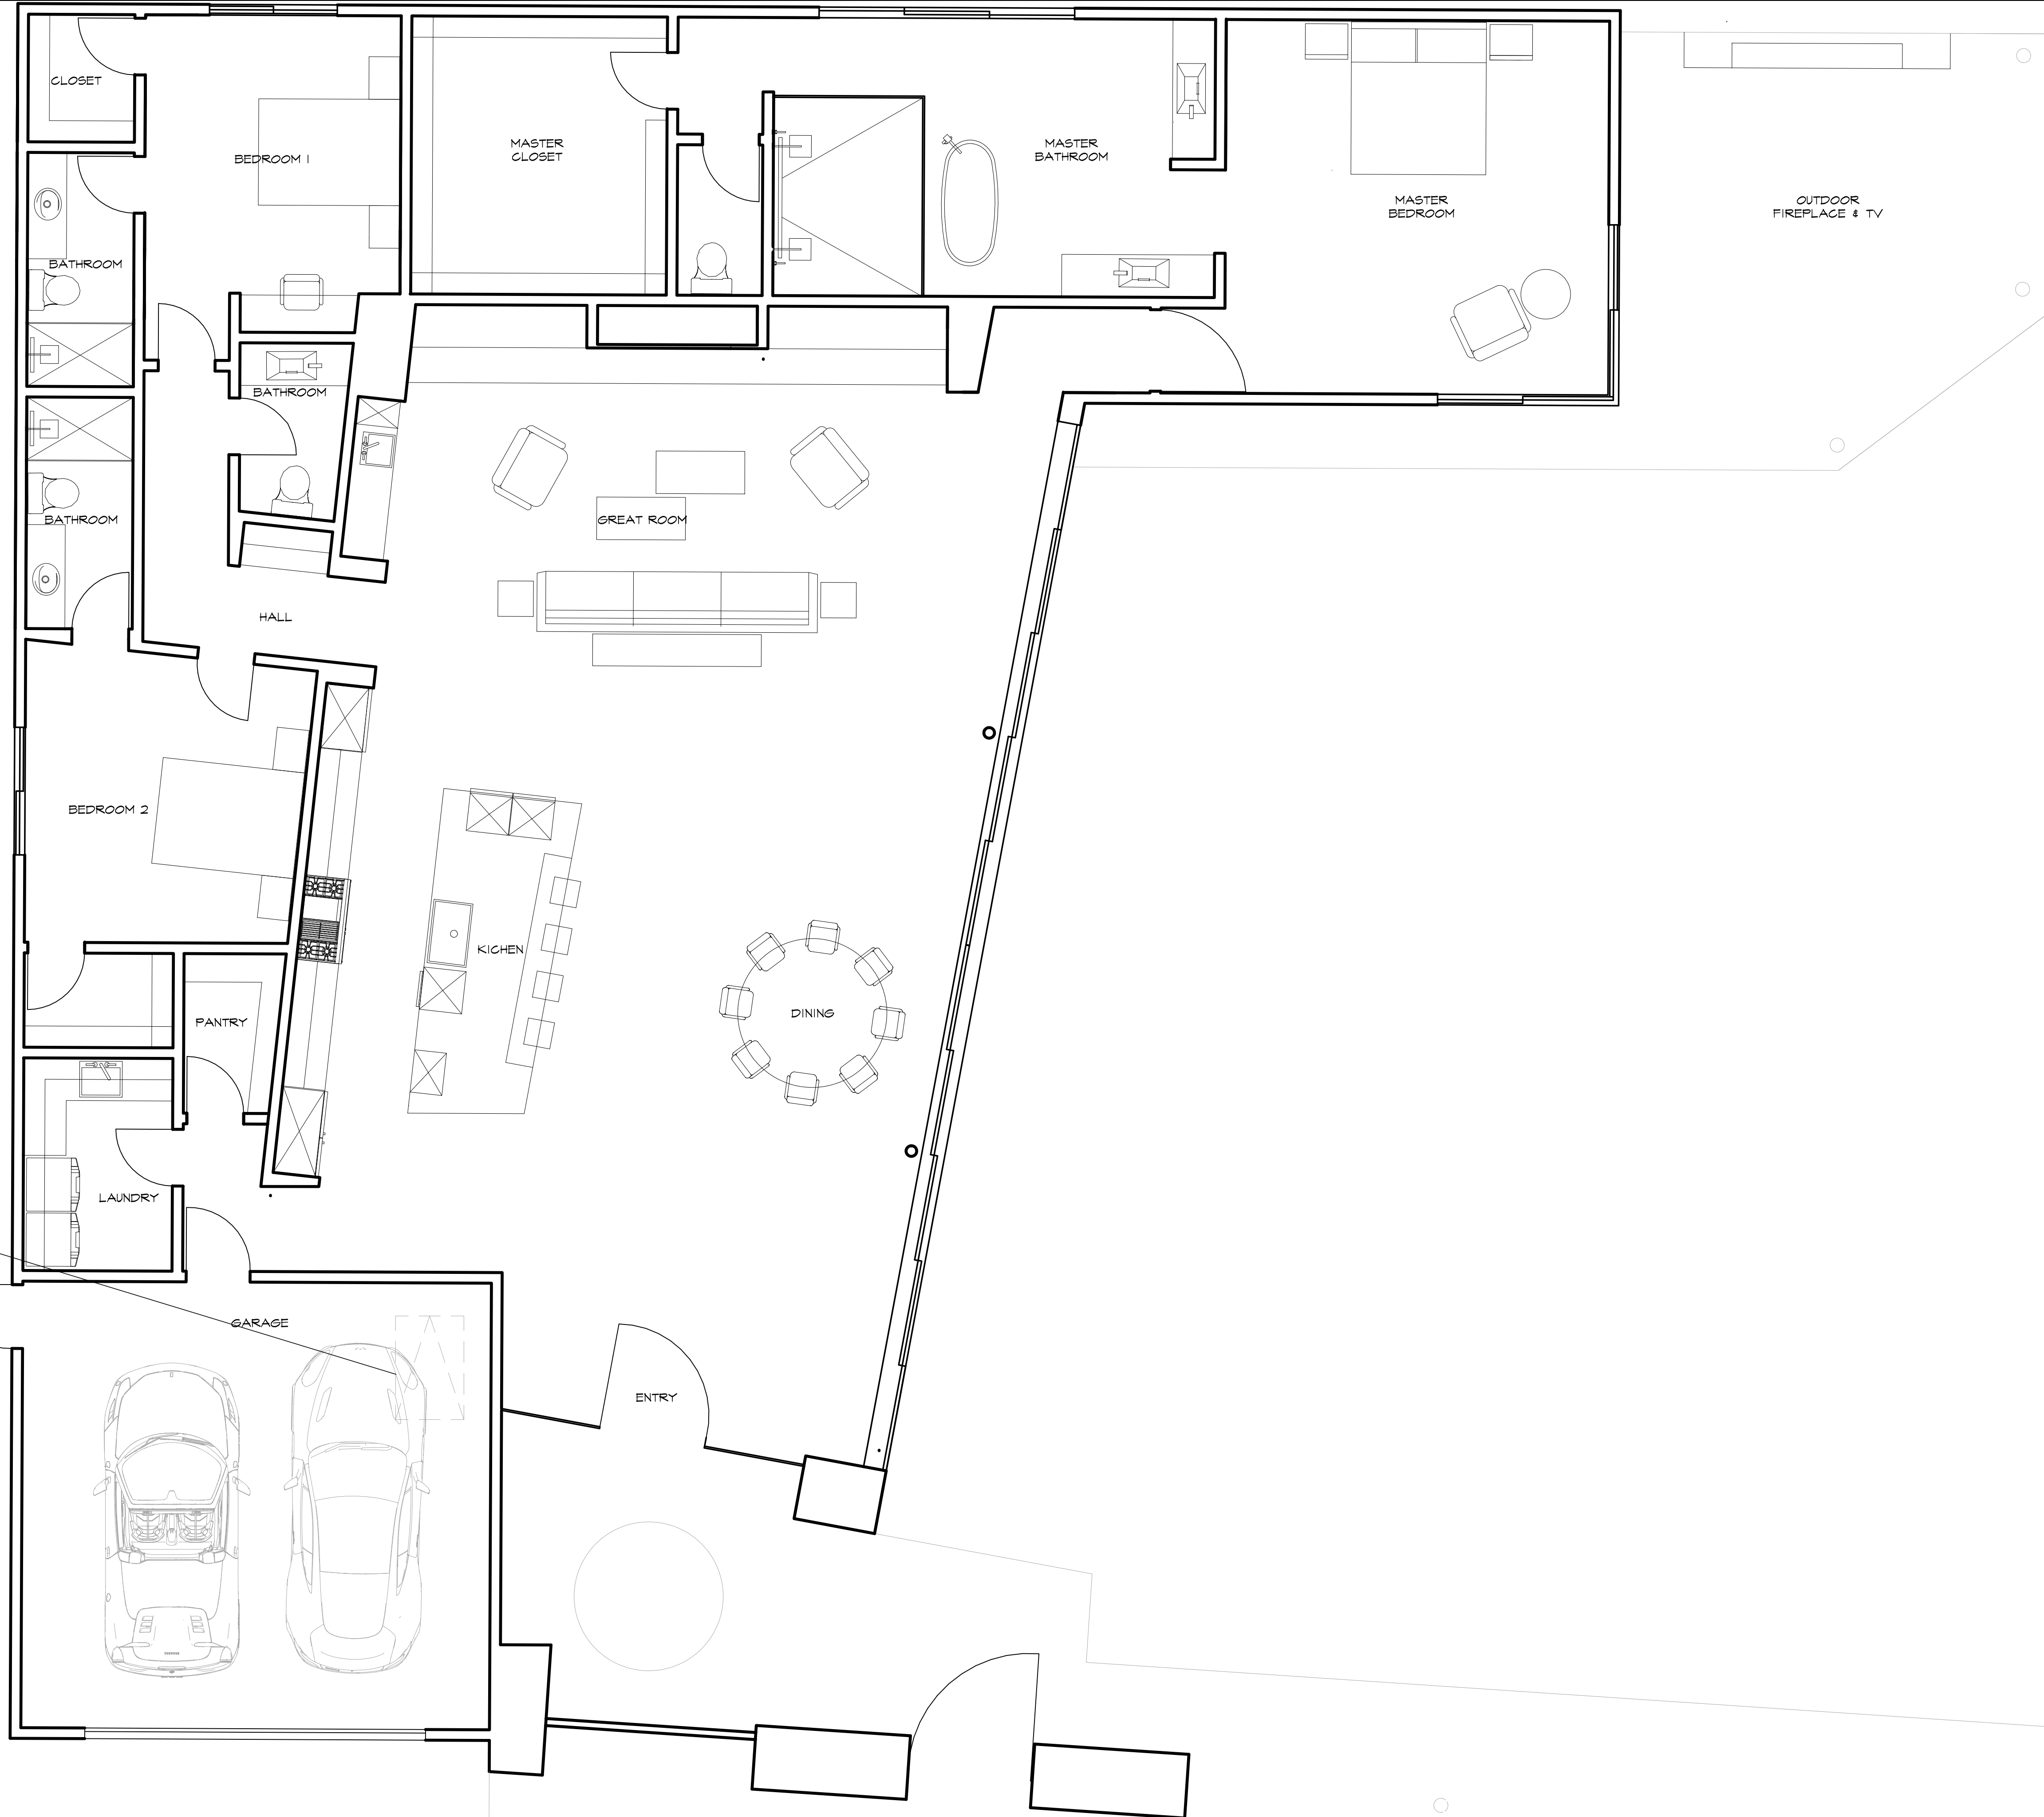 CLOSET
BEDROOM 1
MASTER
CLOSET
MASTER
BATHROOM
MASTER
BEDROOM
OUTDOOR
FIREPLACE & TV
BATHROOM
BATHROOM
BATHROOM
GREAT ROOM
HALL
BEDROOM 2
KICHEN
PANTRY
DINING
LAUNDRY
GARAGE
ENTRY